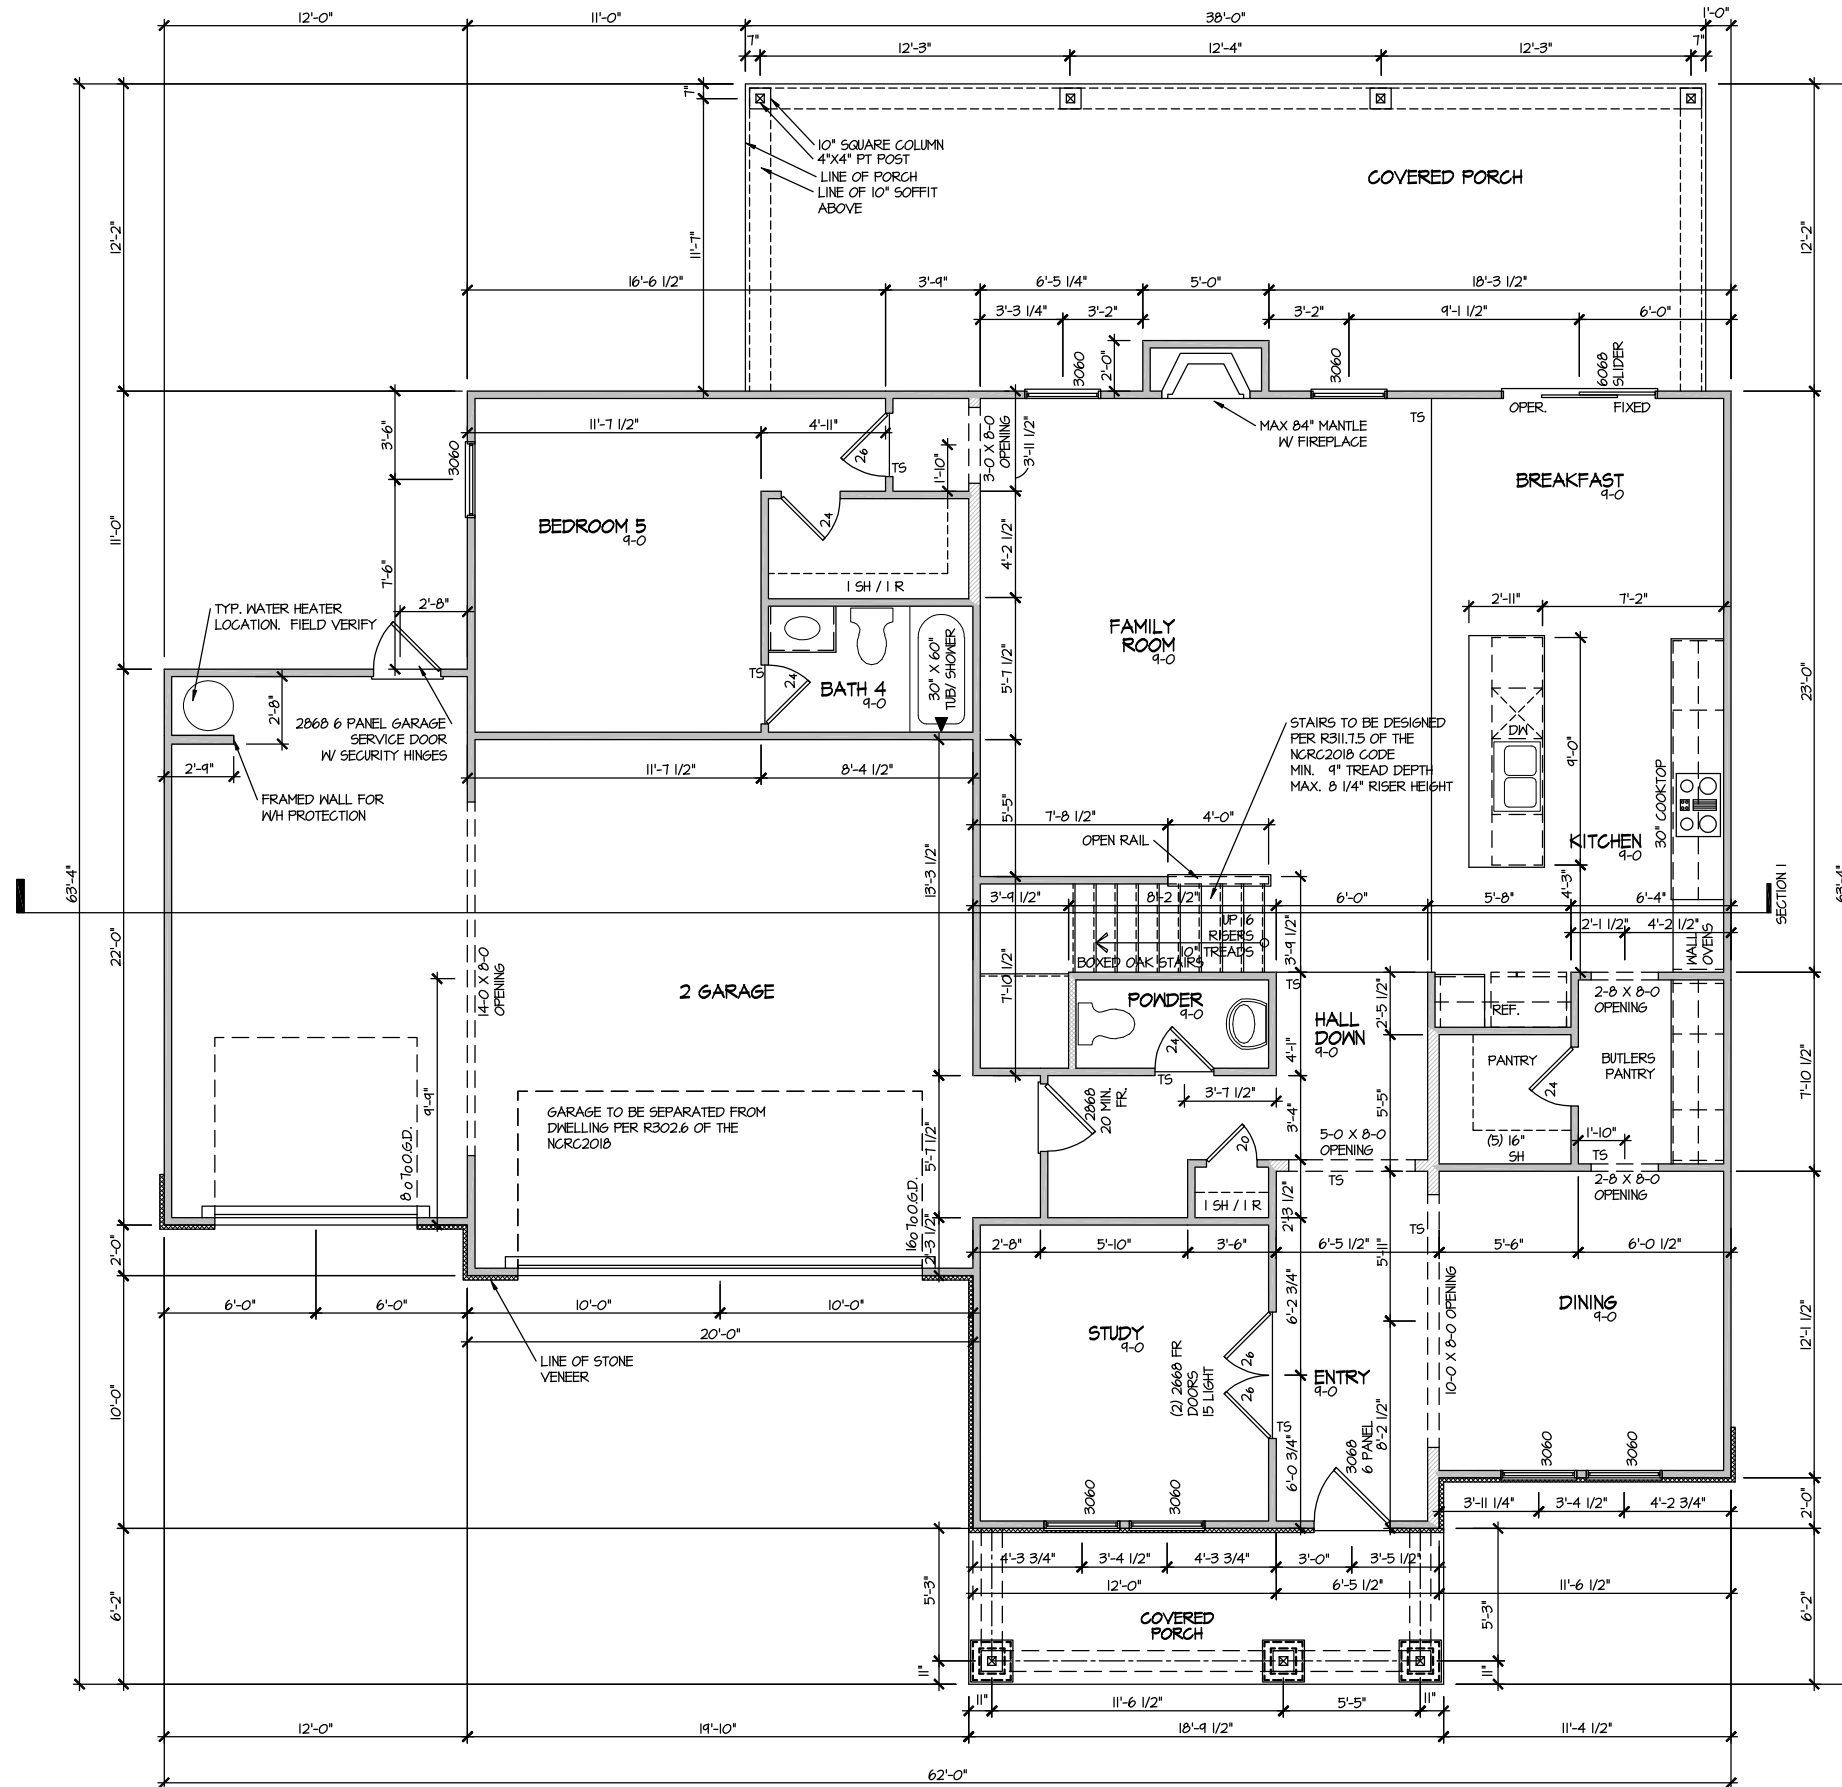 12'-0"
11'-0"
38'-0"
1'-0"
7"
12'-3"
12'-4"
12'-3"
7"
7"
10" SQUARE COLUMN
4"X4" PT POST
LINE OF PORCH
LINE OF 10" SOFFIT
ABOVE
COVERED PORCH
12'-2"
11'-7"
12'-2"
16'-6 1/2"
3'-9"
6'-5 1/4"
5'-0"
18'-3 1/2"
3'-3 1/4"
3'-2"
3'-2"
9'-1 1/2"
6'-0"
3060
2'-0"
3060
6068
SLIDER
OPER.
FIXED
TS
MAX 84" MANTLE
W/ FIREPLACE
3'-6"
3060
11'-7 1/2"
4'-11"
26
TS
1'-10"
3-0 X 8-0
OPENING
3'-11 1/2"
BREAKFAST
9-0
BEDROOM 5
9-0
24
11'-0"
7'-6"
4'-2 1/2"
1 SH / 1 R
2'-8"
TYP. WATER HEATER
LOCATION. FIELD VERIFY
FAMILY
ROOM
9-0
2'-11"
7'-2"
TS
24
BATH 4
9-0
30" X 60"
TUB/ SHOWER
5'-7 1/2"
23'-0"
2'-8"
2868 6 PANEL GARAGE
SERVICE DOOR
W/ SECURITY HINGES
STAIRS TO BE DESIGNED
PER R311.7.5 OF THE
NCRC2018 CODE
MIN. 9" TREAD DEPTH
MAX. 8 1/4" RISER HEIGHT
DW
9'-0"
2'-9"
11'-7 1/2"
8'-4 1/2"
FRAMED WALL FOR
WH PROTECTION
5'-5"
7'-8 1/2"
4'-0"
OPEN RAIL
30" COOKTOP
KITCHEN
9-0
63'-4"
13'-3 1/2"
63'-4"
3'-9 1/2"
8'-2 1/2"
6'-0"
5'-8"
4'-3"
6'-4"
SECTION 1
22'-0"
UP 16
RISERS
10" TREADS
BOXED OAK STAIRS
3'-9 1/2"
2'-1 1/2"
4'-2 1/2"
WALL
OVENS
14-0 X 8-0
OPENING
2 GARAGE
7'-10 1/2"
POWDER
9-0
TS
HALL
DOWN
9-0
2'-5 1/2"
REF.
2-8 X 8-0
OPENING
24
4'-1"
PANTRY
BUTLERS
PANTRY
24
7'-10 1/2"
9'-9"
GARAGE TO BE SEPARATED FROM
DWELLING PER R302.6 OF THE
NCRC2018
TS
3'-7 1/2"
2868
20 MIN.
FR.
3'-4"
5'-5"
5-0 X 8-0
OPENING
8070 O.G.D.
5'-7 1/2"
20
(5) 16"
SH
1'-10"
TS
TS
2-8 X 8-0
OPENING
1 SH / 1 R
2'-3 1/2"
TS
16070 O.G.D.
2'-3 1/2"
2'-0"
2'-8"
5'-10"
3'-6"
6'-5 1/2"
5'-11"
5'-6"
6'-0 1/2"
6'-0"
6'-0"
10'-0"
10'-0"
20'-0"
6'-2 3/4"
10-0 X 8-0 OPENING
DINING
9-0
STUDY
9-0
LINE OF STONE
VENEER
(2) 2668 FR
DOORS
15 LIGHT
26
26
ENTRY
9-0
12'-1 1/2"
10'-0"
TS
6'-0 3/4"
3068
6 PANEL
8'-2 1/2"
3060
3060
3060
3060
3'-11 1/4"
3'-4 1/2"
4'-2 3/4"
2'-0"
4'-3 3/4"
3'-4 1/2"
4'-3 3/4"
3'-0"
3'-5 1/2"
5'-3"
12'-0"
6'-5 1/2"
11'-6 1/2"
6'-2"
COVERED
PORCH
5'-3"
6'-2"
11"
11"
11"
11'-6 1/2"
5'-5"
11"
12'-0"
19'-10"
18'-9 1/2"
11'-4 1/2"
62'-0"